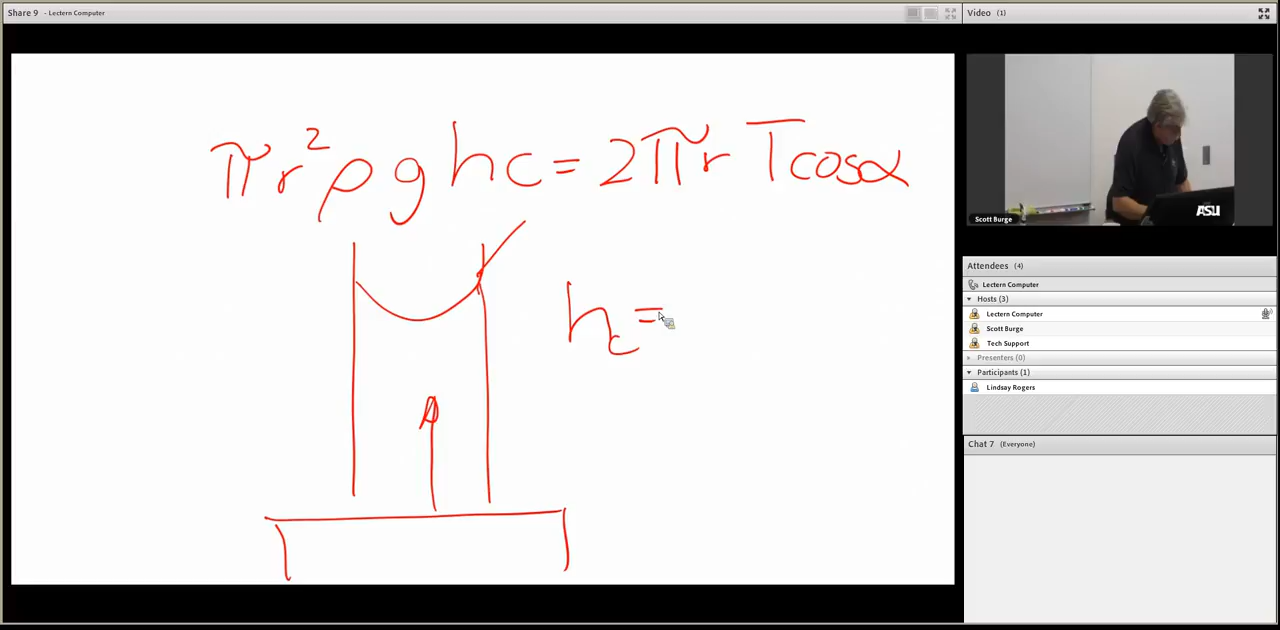 Share 9 - Lectern Computer
πr²ρghc=2πrTcosα
hc=
Video (1)
ASU
Scott Burge
Attendees (4)
Lectern Computer
Hosts (3)
Lectern Computer
Scott Burge
Tech Support
Presenters (0)
Participants (1)
Lindsay Rogers
Chat 7 (Everyone)